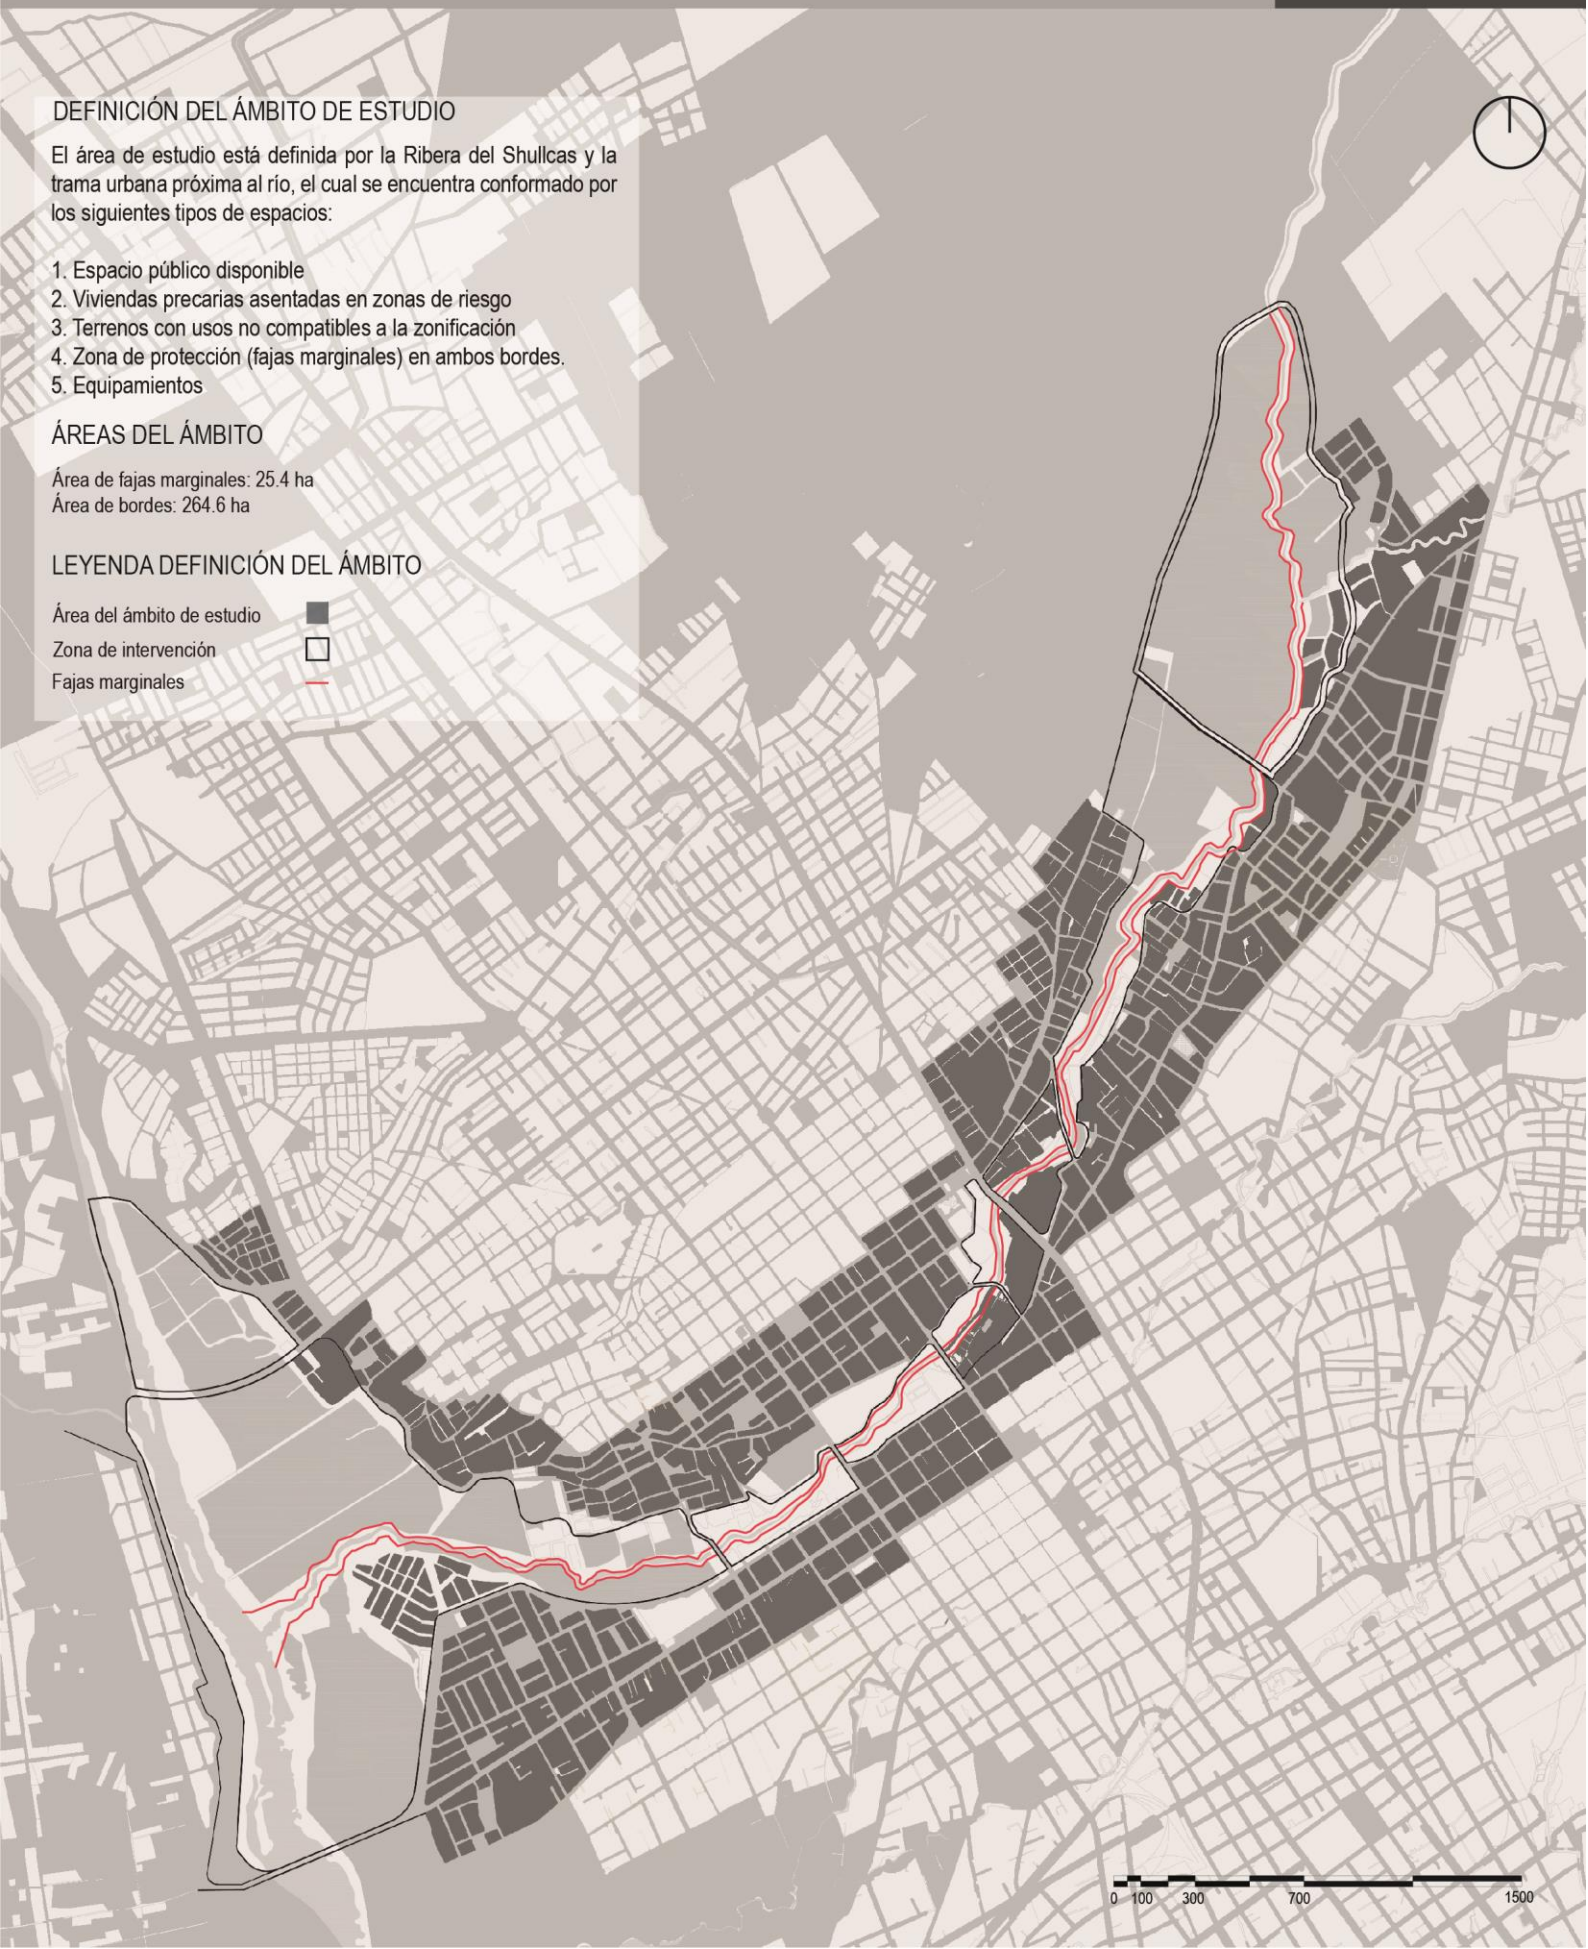 DEFINICIÓN DEL ÁMBITO DE ESTUDIO
El área de estudio está definida por la Ribera del Shullcas y la
trama urbana próxima al río, el cual se encuentra conformado por
los siguientes tipos de espacios:
1. Espacio público disponible
2. Viviendas precarias asentadas en zonas de riesgo
3. Terrenos con usos no compatibles a la zonificación
4. Zona de protección (fajas marginales) en ambos bordes.
5. Equipamientos
ÁREAS DEL ÁMBITO
Área de fajas marginales: 25.4 ha
Área de bordes: 264.6 ha
LEYENDA DEFINICIÓN DEL ÁMBITO
Área del ámbito de estudio
Zona de intervención
Fajas marginales
0 100 300 700 1500